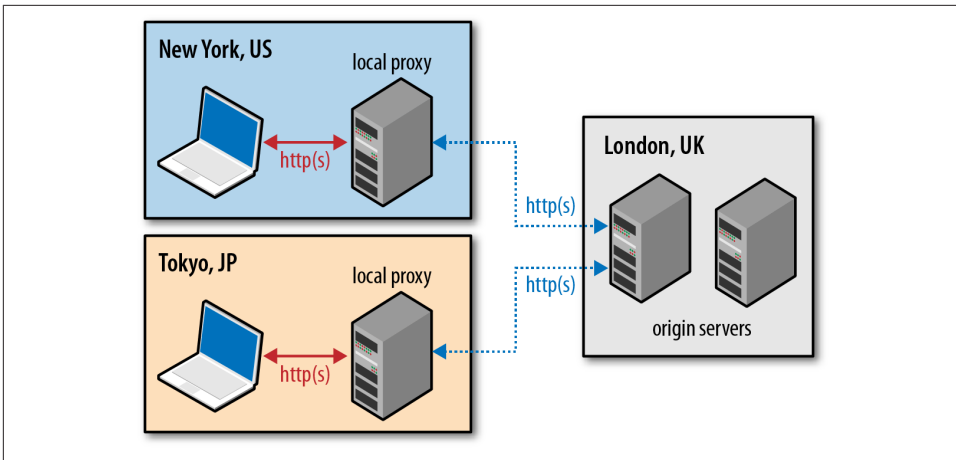 New York, US
local proxy
http(s)
London, UK
http(s)
Tokyo, JP
local proxy
http(s)
http(s)
origin servers